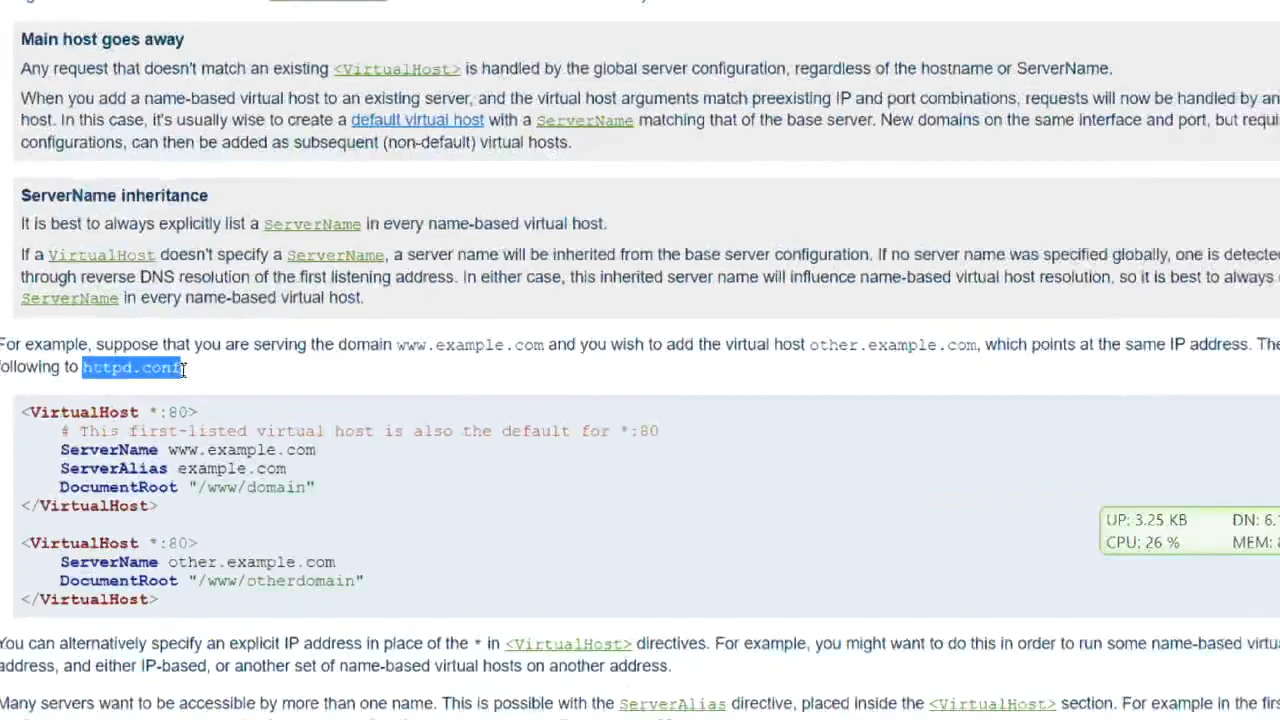 Main host goes away
Any request that doesn't match an existing <VirtualHost> is handled by the global server configuration, regardless of the hostname or ServerName.
When you add a name-based virtual host to an existing server, and the virtual host arguments match preexisting IP and port combinations, requests will now be handled by an
host. In this case, it's usually wise to create a default virtual host with a ServerName matching that of the base server. New domains on the same interface and port, but requi
configurations, can then be added as subsequent (non-default) virtual hosts.
ServerName inheritance
It is best to always explicitly list a ServerName in every name-based virtual host.
If a VirtualHost doesn't specify a ServerName, a server name will be inherited from the base server configuration. If no server name was specified globally, one is detecte
through reverse DNS resolution of the first listening address. In either case, this inherited server name will influence name-based virtual host resolution, so it is best to always
ServerName in every name-based virtual host.
For example, suppose that you are serving the domain www.example.com and you wish to add the virtual host other.example.com, which points at the same IP address. The
following to httpd.conf
<VirtualHost *:80>
# This first-listed virtual host is also the default for *:80
ServerName www.example.com
ServerAlias example.com
DocumentRoot "/www/domain"
</VirtualHost>
<VirtualHost *:80>
ServerName other.example.com
DocumentRoot "/www/otherdomain"
</VirtualHost>
UP: 3.25 KB DN: 6.
CPU: 26 % MEM:
You can alternatively specify an explicit IP address in place of the * in <VirtualHost> directives. For example, you might want to do this in order to run some name-based virtu
address, and either IP-based, or another set of name-based virtual hosts on another address.
Many servers want to be accessible by more than one name. This is possible with the ServerAlias directive, placed inside the <VirtualHost> section. For example in the firs